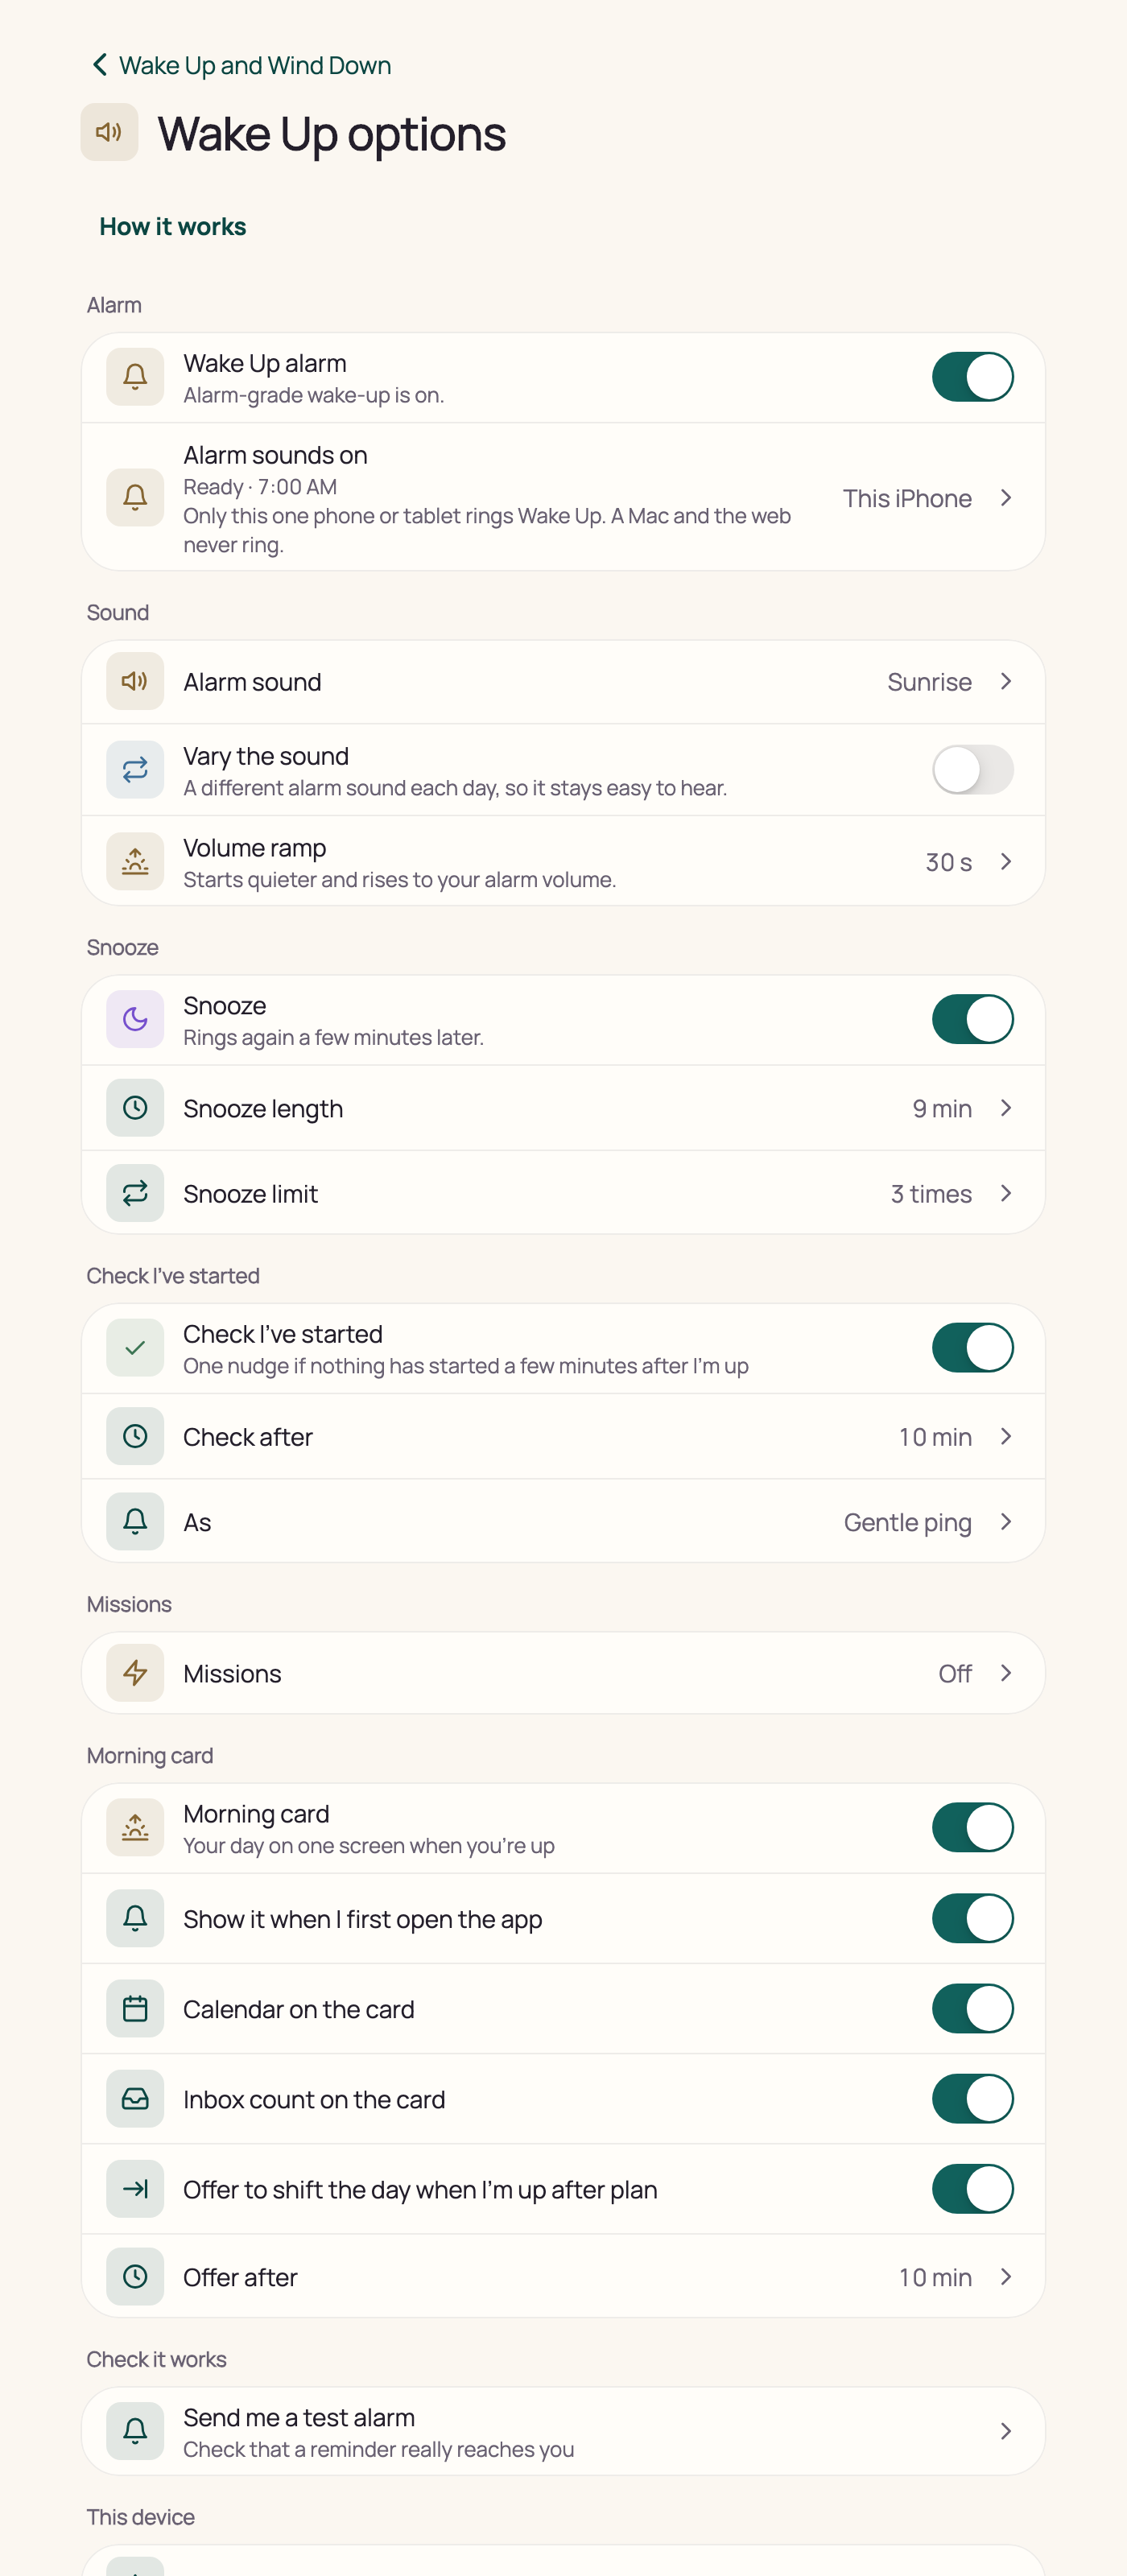 Wake Up and Wind Down
Wake Up options
How it works
Alarm
Wake Up alarm
Alarm-grade wake-up is on.
Alarm sounds on
Ready · 7:00 AM
Only this one phone or tablet rings Wake Up. A Mac and the web
never ring.
This iPhone
Sound
Alarm sound
Sunrise
Vary the sound
A different alarm sound each day, so it stays easy to hear.
Volume ramp
Starts quieter and rises to your alarm volume.
30 s
Snooze
Snooze
Rings again a few minutes later.
Snooze length
9 min
Snooze limit
3 times
Check I've started
Check I've started
One nudge if nothing has started a few minutes after I'm up
Check after
10 min
As
Gentle ping
Missions
Missions
Off
Morning card
Morning card
Your day on one screen when you're up
Show it when I first open the app
Calendar on the card
Inbox count on the card
Offer to shift the day when I'm up after plan
Offer after
10 min
Check it works
Send me a test alarm
Check that a reminder really reaches you
This device